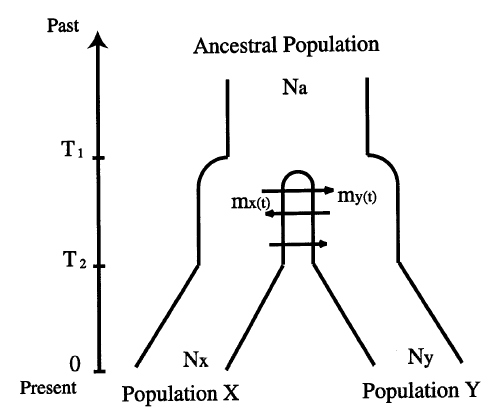 Past
Ancestral Population
Na
T1
mx(t)
my(t)
T2
0
Nx
Ny
Present
Population X
Population Y